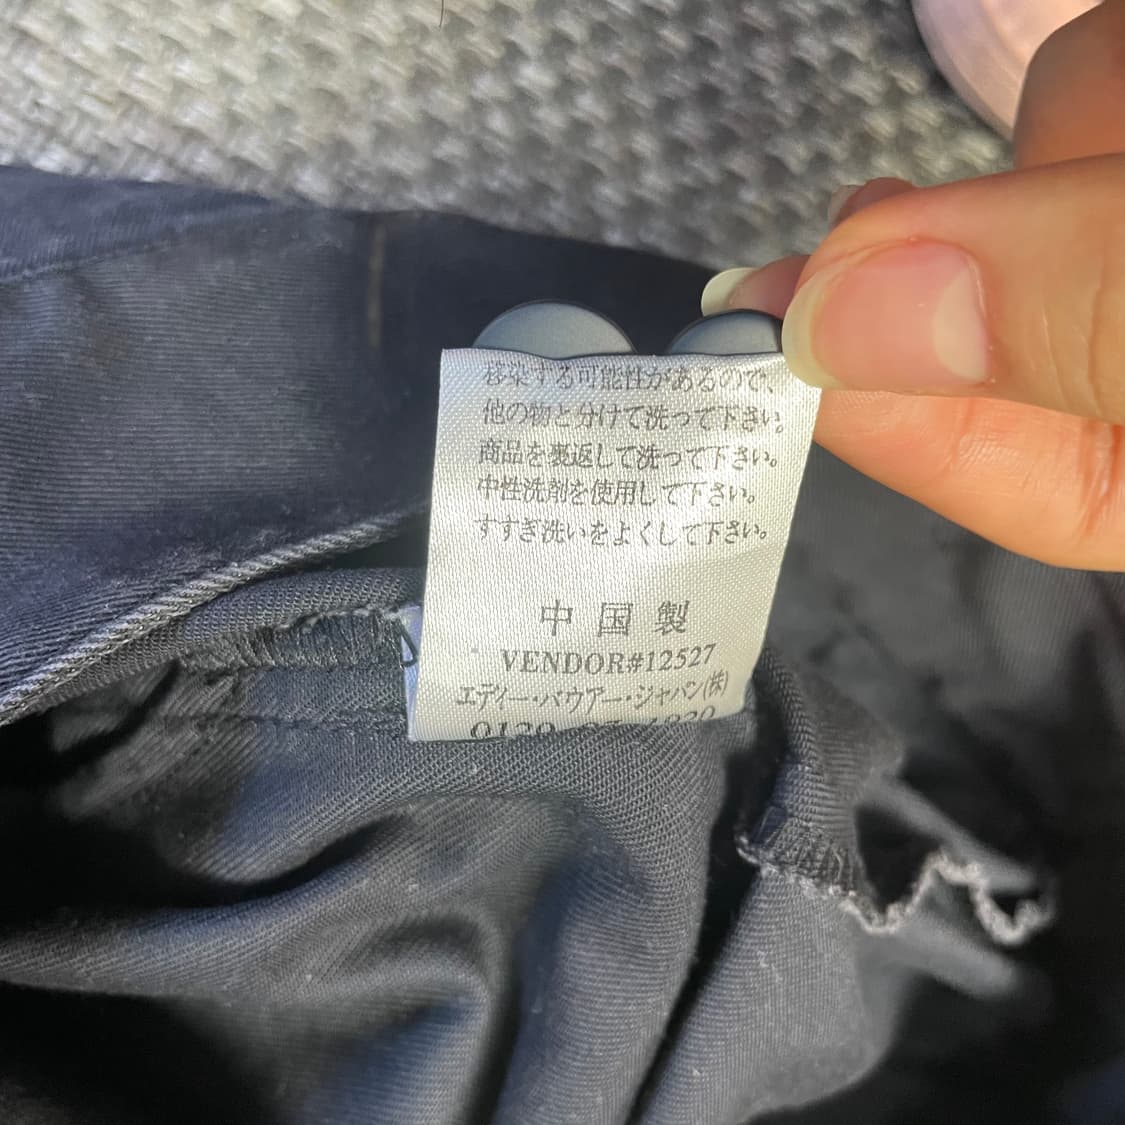 移染する可能性があるので、
他の物と分けて洗って下さい。
商品を裏返して洗って下さい。
中性洗剤を使用して下さい。
すすぎ洗いをよくして下さい。
中国製
VENDOR#12527
エディー・バウアー・ジャパン(株)
0120